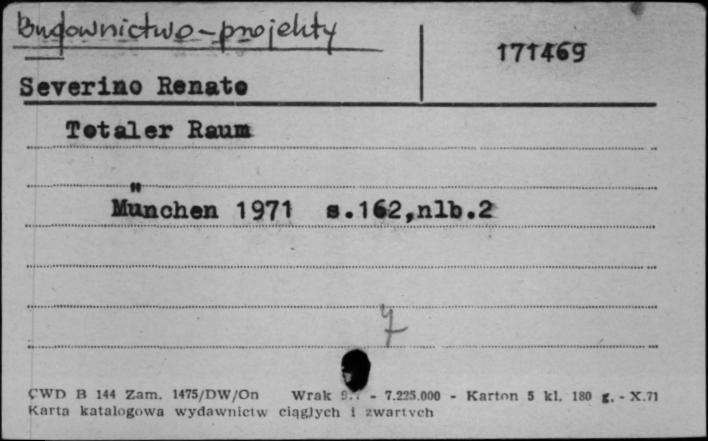 Budownictwo-projekty
171469
Severino Renato
Totaler Raum
München 1971 s.162,nlb.2
7
CWD B 144 Zam. 1475/DW/On Wrak - 7.225.000 - Karton 5 kl. 180 g. - X.71
Karta katalogowa wydawnictw ciągłych i zwartych